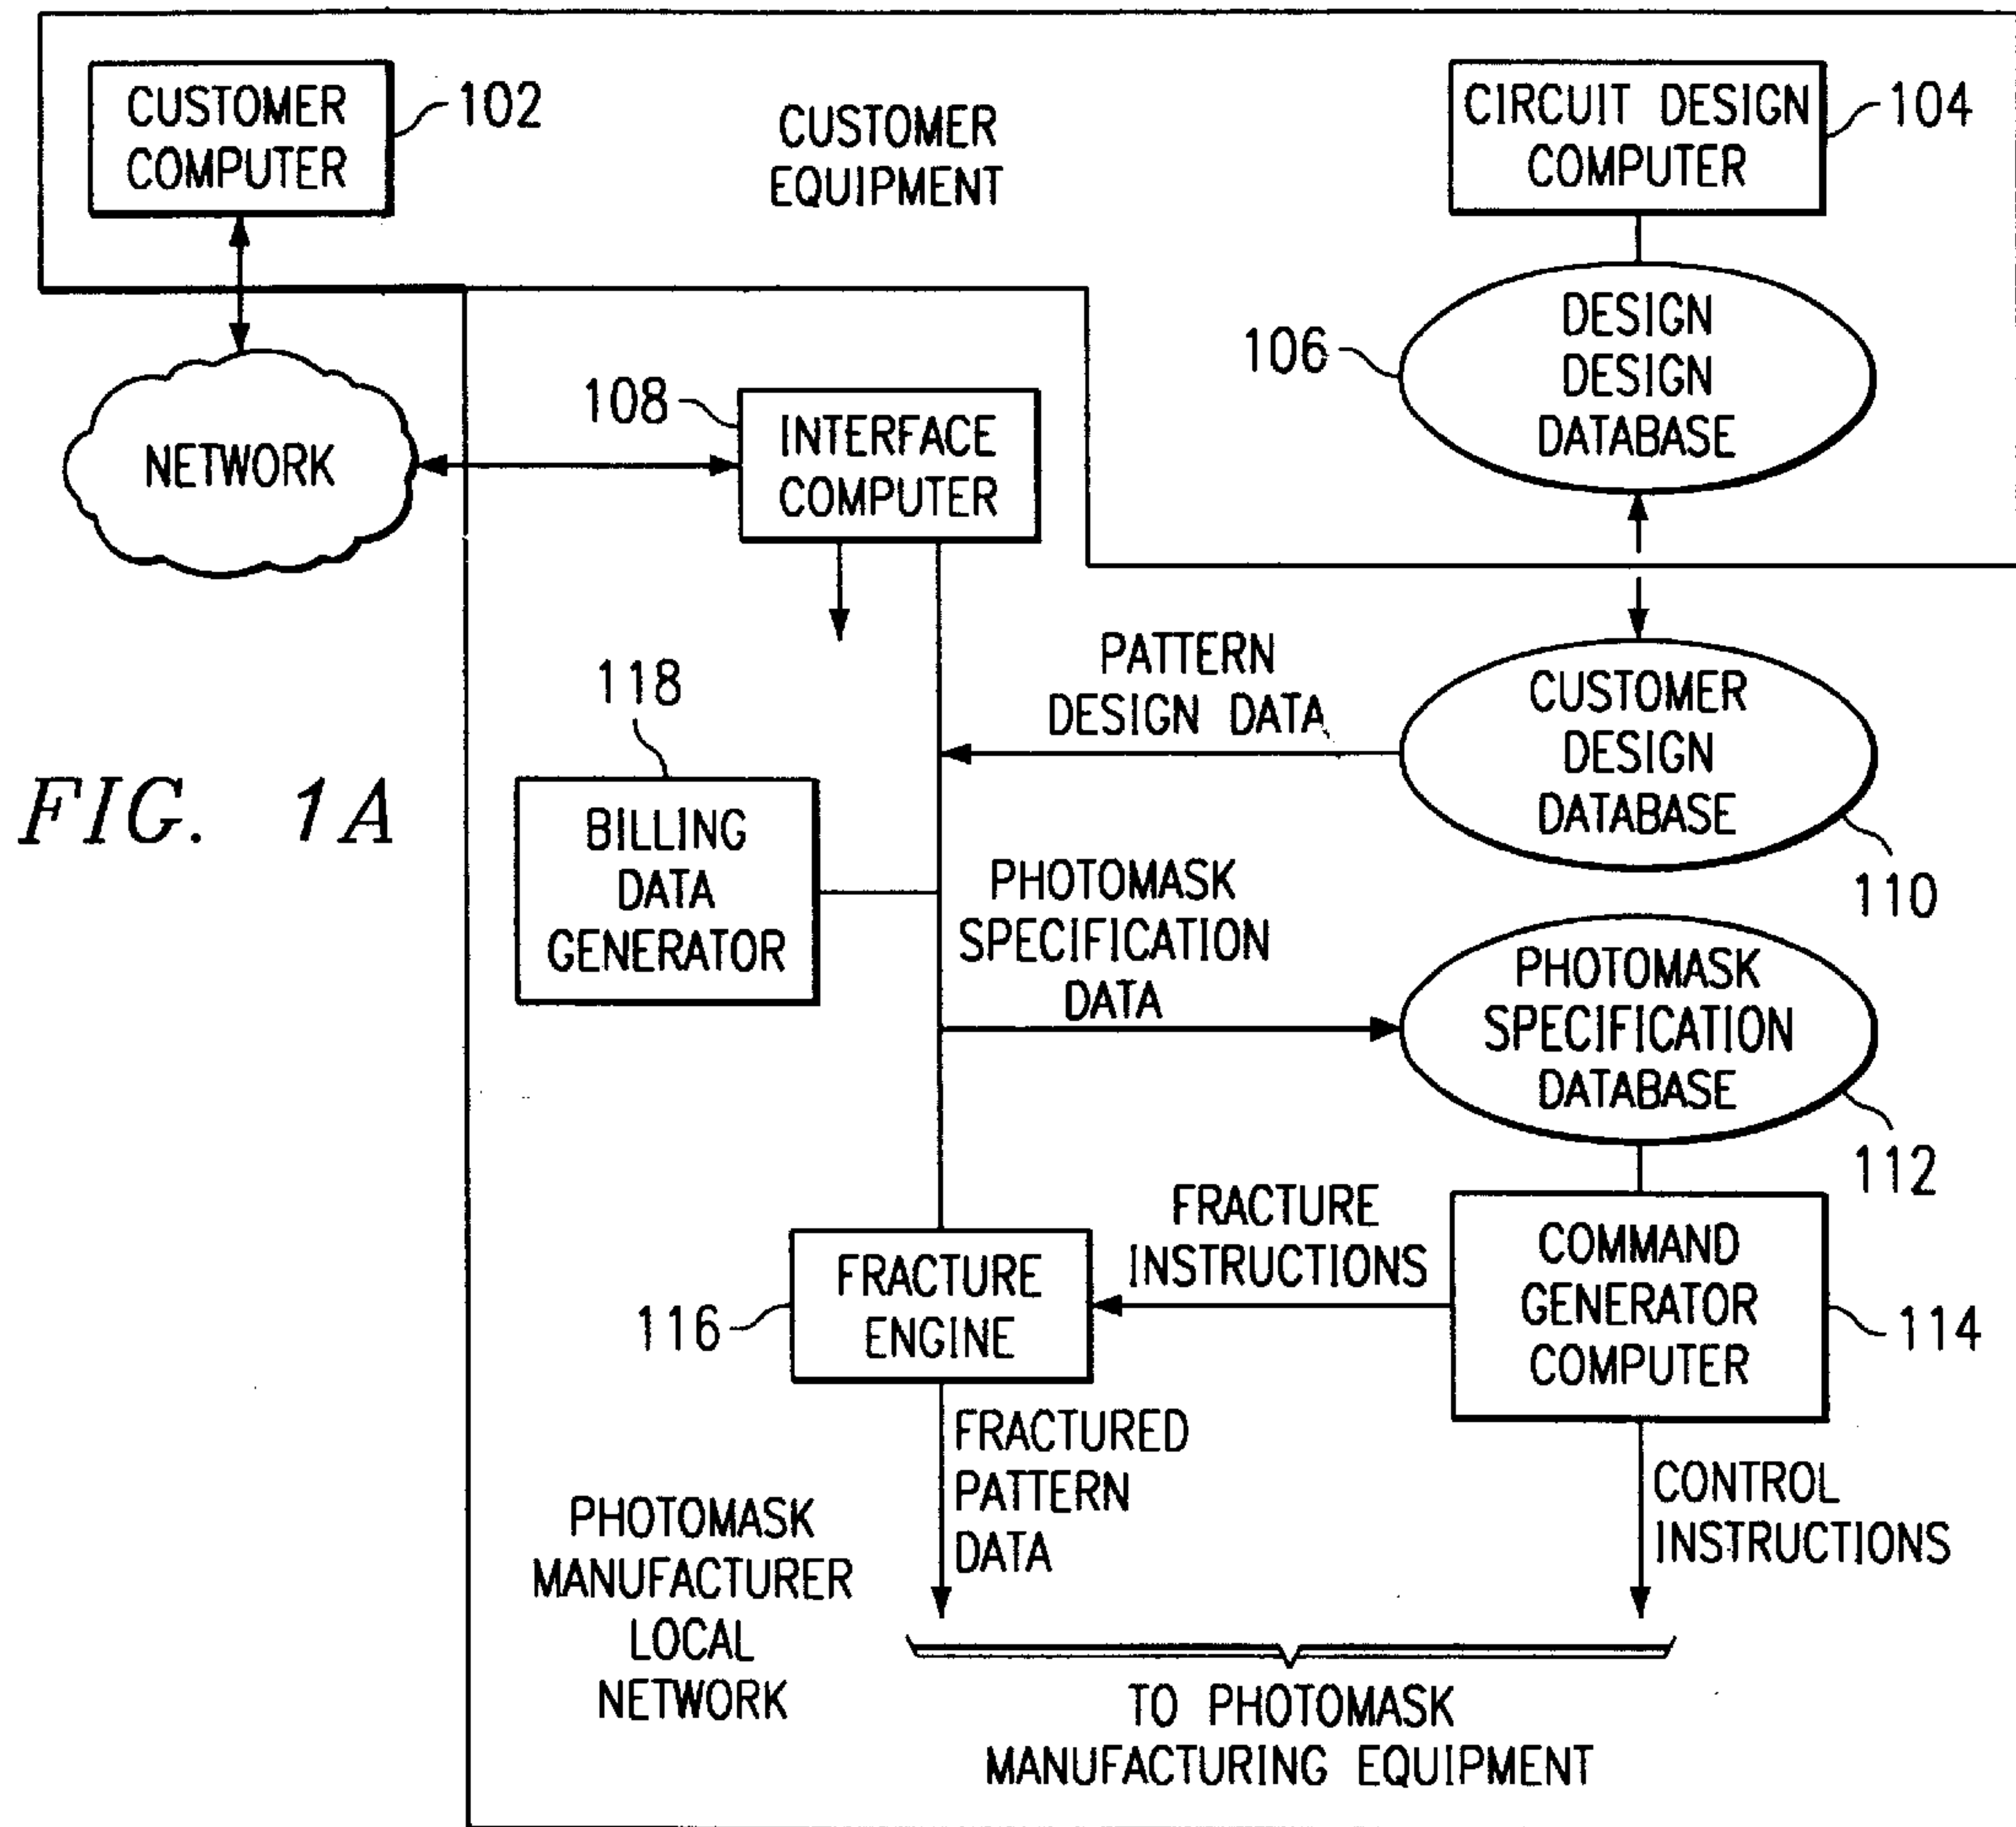 CUSTOMER
COMPUTER
102
CUSTOMER
EQUIPMENT
CIRCUIT DESIGN
COMPUTER
104
106
DESIGN
DESIGN
DATABASE
NETWORK
108
INTERFACE
COMPUTER
PATTERN
DESIGN DATA
CUSTOMER
DESIGN
DATABASE
110
118
BILLING
DATA
GENERATOR
FIG. 1A
PHOTOMASK
SPECIFICATION
DATA
PHOTOMASK
SPECIFICATION
DATABASE
112
FRACTURE
INSTRUCTIONS
116
FRACTURE
ENGINE
COMMAND
GENERATOR
COMPUTER
114
FRACTURED
PATTERN
DATA
CONTROL
INSTRUCTIONS
PHOTOMASK
MANUFACTURER
LOCAL
NETWORK
TO PHOTOMASK
MANUFACTURING EQUIPMENT